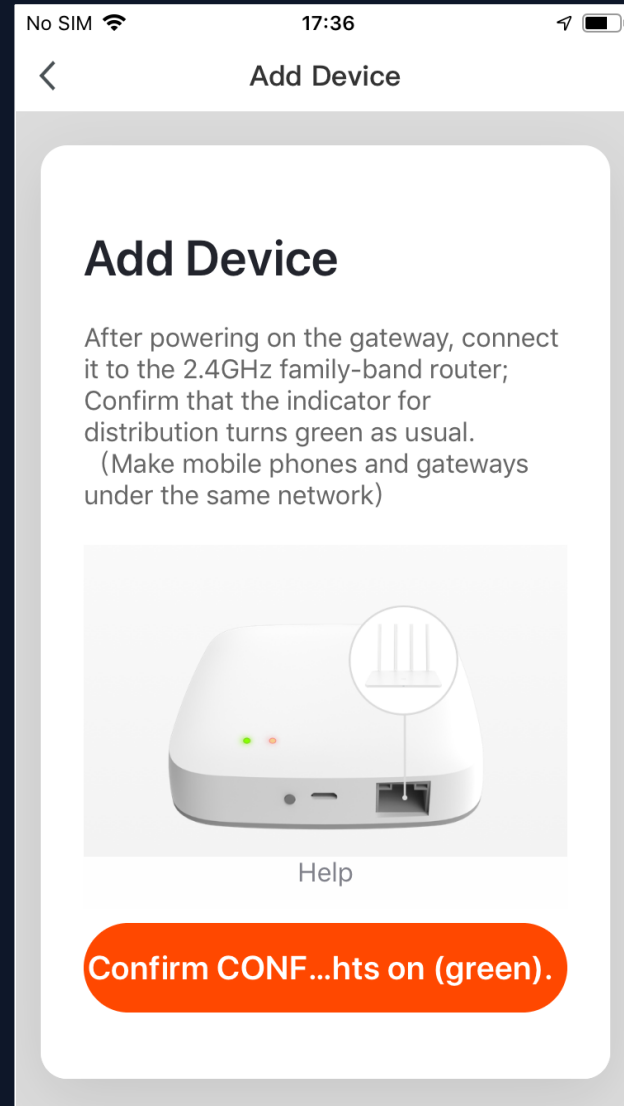 No SIM 17:36
Add Device
Add Device
After powering on the gateway, connect
it to the 2.4GHz family-band router;
Confirm that the indicator for
distribution turns green as usual.
（Make mobile phones and gateways
under the same network）
Help
Confirm CONF...hts on (green).